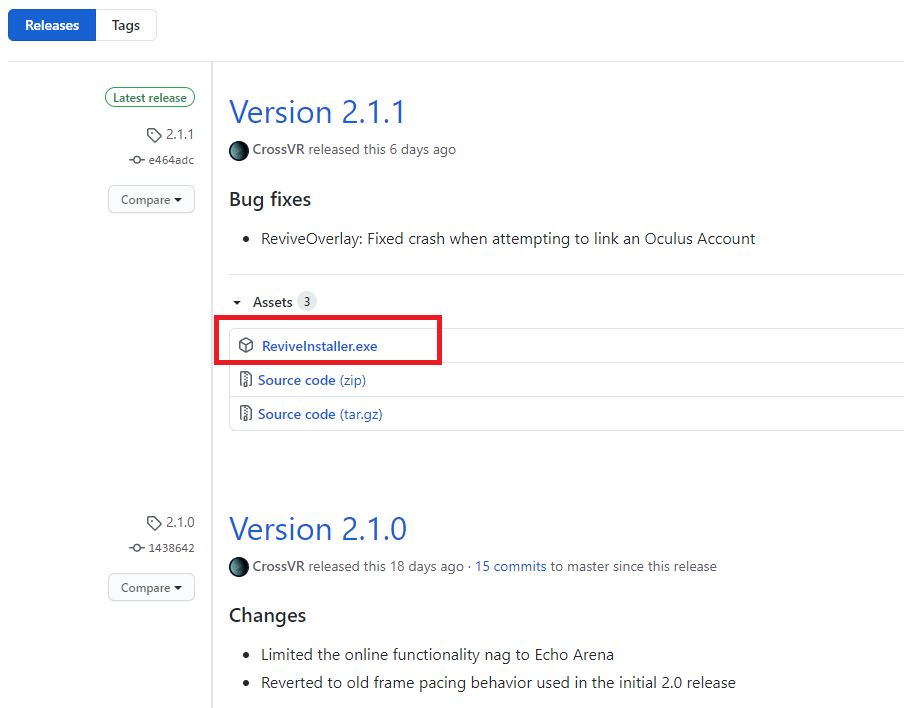 Releases Tags
Latest release
2.1.1
e464adc
Compare
Version 2.1.1
CrossVR released this 6 days ago
Bug fixes
ReviveOverlay: Fixed crash when attempting to link an Oculus Account
Assets 3
ReviveInstaller.exe
Source code (zip)
Source code (tar.gz)
2.1.0
1438642
Compare
Version 2.1.0
CrossVR released this 18 days ago · 15 commits to master since this release
Changes
Limited the online functionality nag to Echo Arena
Reverted to old frame pacing behavior used in the initial 2.0 release